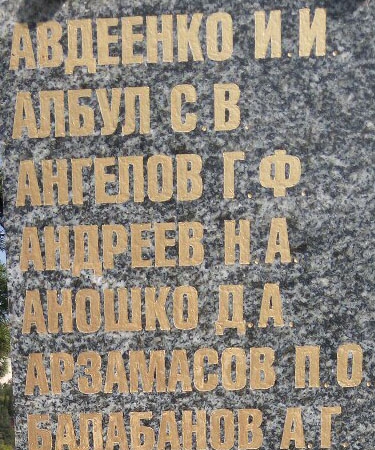 АВДЕЕНКО И.И.
АЛБУЛ С.В
АНГЕЛОВ Г.Ф
АНДРЕЕВ Н.А.
АНОШКО Д.А
АРЗАМАСОВ П.О.
БАЛАБАНОВ А.Г.